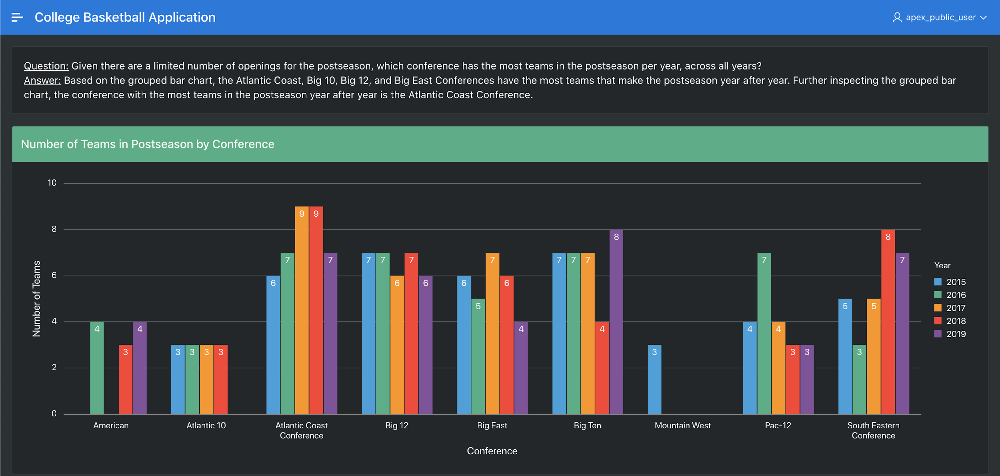 College Basketball Application
apex_public_user
Question: Given there are a limited number of openings for the postseason, which conference has the most teams in the postseason per year, across all years?
Answer: Based on the grouped bar chart, the Atlantic Coast, Big 10, Big 12, and Big East Conferences have the most teams that make the postseason year after year. Further inspecting the grouped bar
chart, the conference with the most teams in the postseason year after year is the Atlantic Coast Conference.
Number of Teams in Postseason by Conference
Number of Teams
10
8
6
4
2
0
4
3
4
3
3
3
3
6
7
9
9
7
7
7
6
7
6
6
5
7
6
4
7
7
7
4
8
3
4
7
4
3
3
5
3
5
8
7
American
Atlantic 10
Atlantic Coast
Conference
Big 12
Big East
Big Ten
Mountain West
Pac-12
South Eastern
Conference
Conference
Year
2015
2016
2017
2018
2019